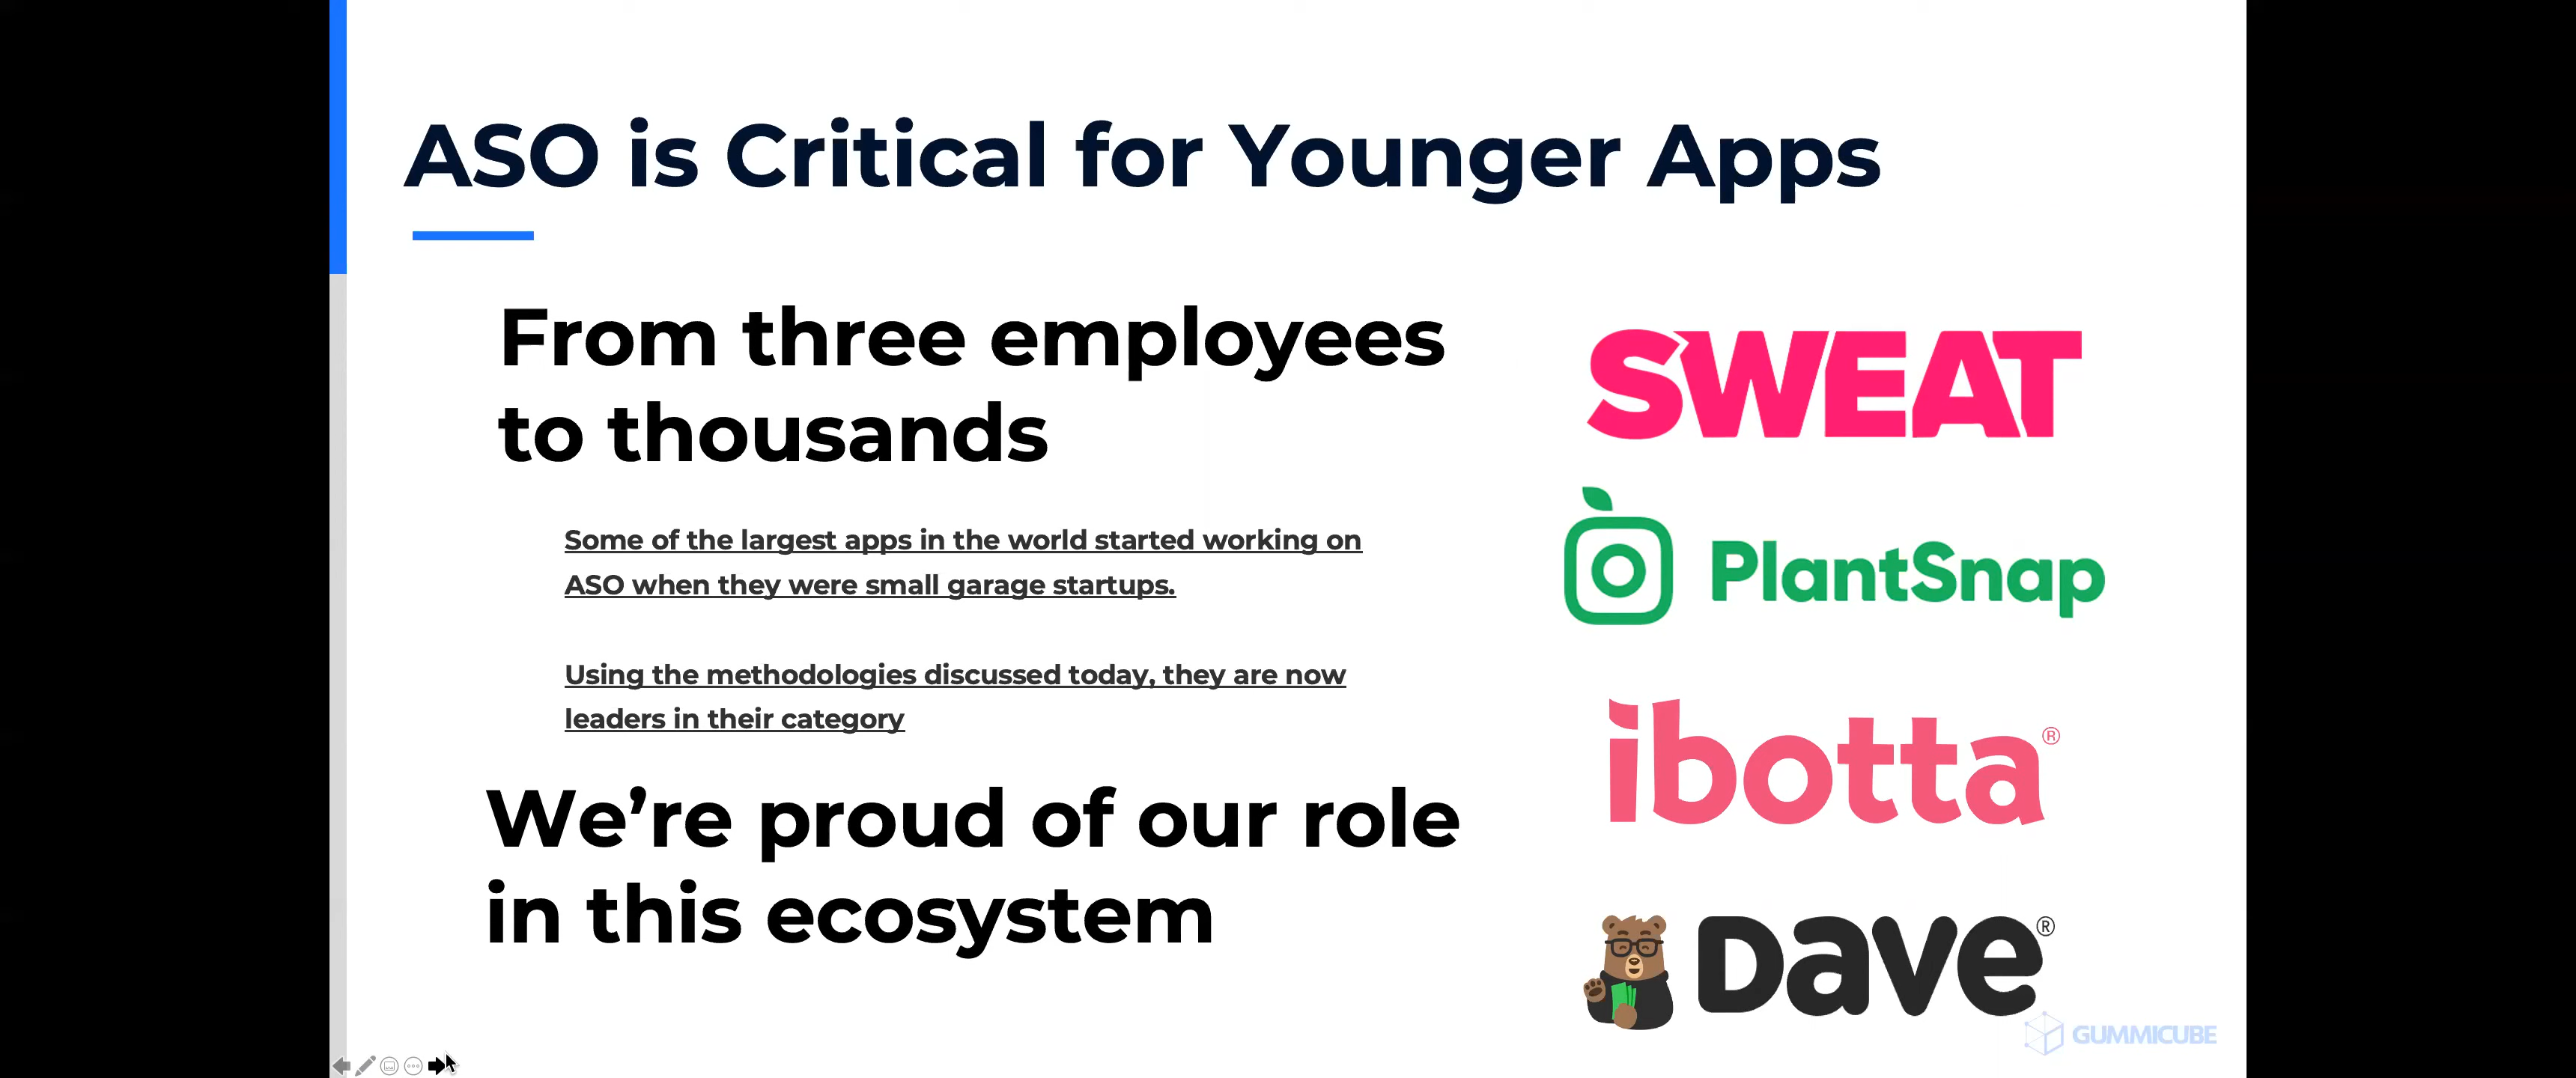 ASO is Critical for Younger Apps
From three employees
to thousands
Some of the largest apps in the world started working on
ASO when they were small garage startups.
Using the methodologies discussed today, they are now
leaders in their category
We’re proud of our role
in this ecosystem
SWEAT
PlantSnap
ibotta®
Dave®
GUMMICUBE